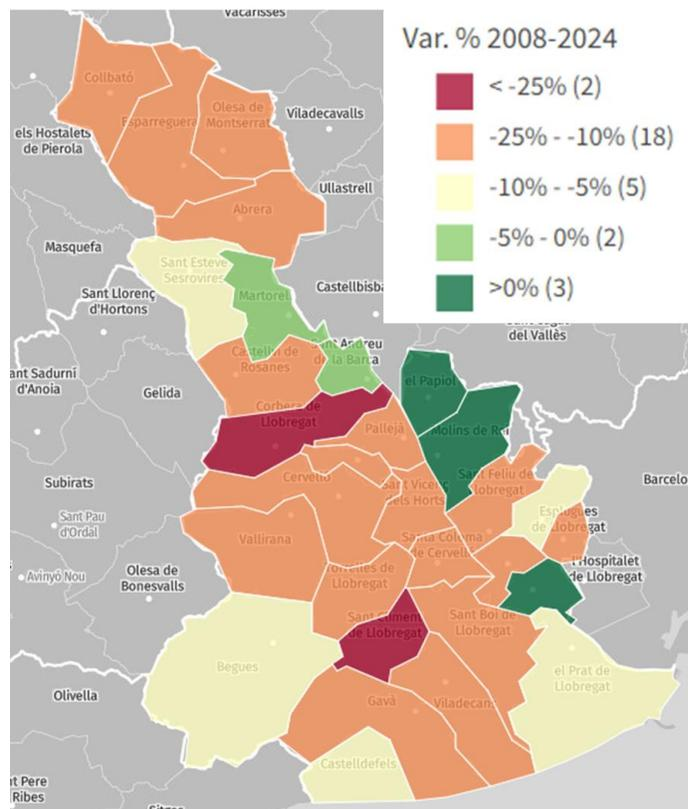 Vacarisses
Var. % 2008-2024
< -25% (2)
-25% - -10% (18)
-10% - -5% (5)
-5% - 0% (2)
>0% (3)
Collbató
Olesa de
Montserrat
Esparreguera
Viladecavalls
els Hostalets
de Pierola
Ullastrell
Abrera
Masquefa
Sant Esteve
Sesrovires
Castellbisba
Sant Llorenç
d'Hortons
Martorell
del Vallès
Sant Andreu
de la Barca
Castellví de
Rosanes
ant Sadurní
d'Anoia
el Papiol
Gelida
Corbera de
Llobregat
Pallejà
Molins de Rei
Subirats
Cervelló
Sant Feliu de
Llobregat
Barcelo
Sant Vicenç
dels Horts
Sant Pau
d'Ordal
Esplugues
de Llobregat
Vallirana
Santa Coloma
de Cervelló
l'Hospitalet
de Llobregat
Avinyó Nou
Olesa de
Bonesvalls
Torrelles de
Llobregat
Sant Climent
de Llobregat
Sant Boi de
Llobregat
Begues
el Prat de
Llobregat
Olivella
Gavà
Viladecans
Castelldefels
nt Pere
Ribes